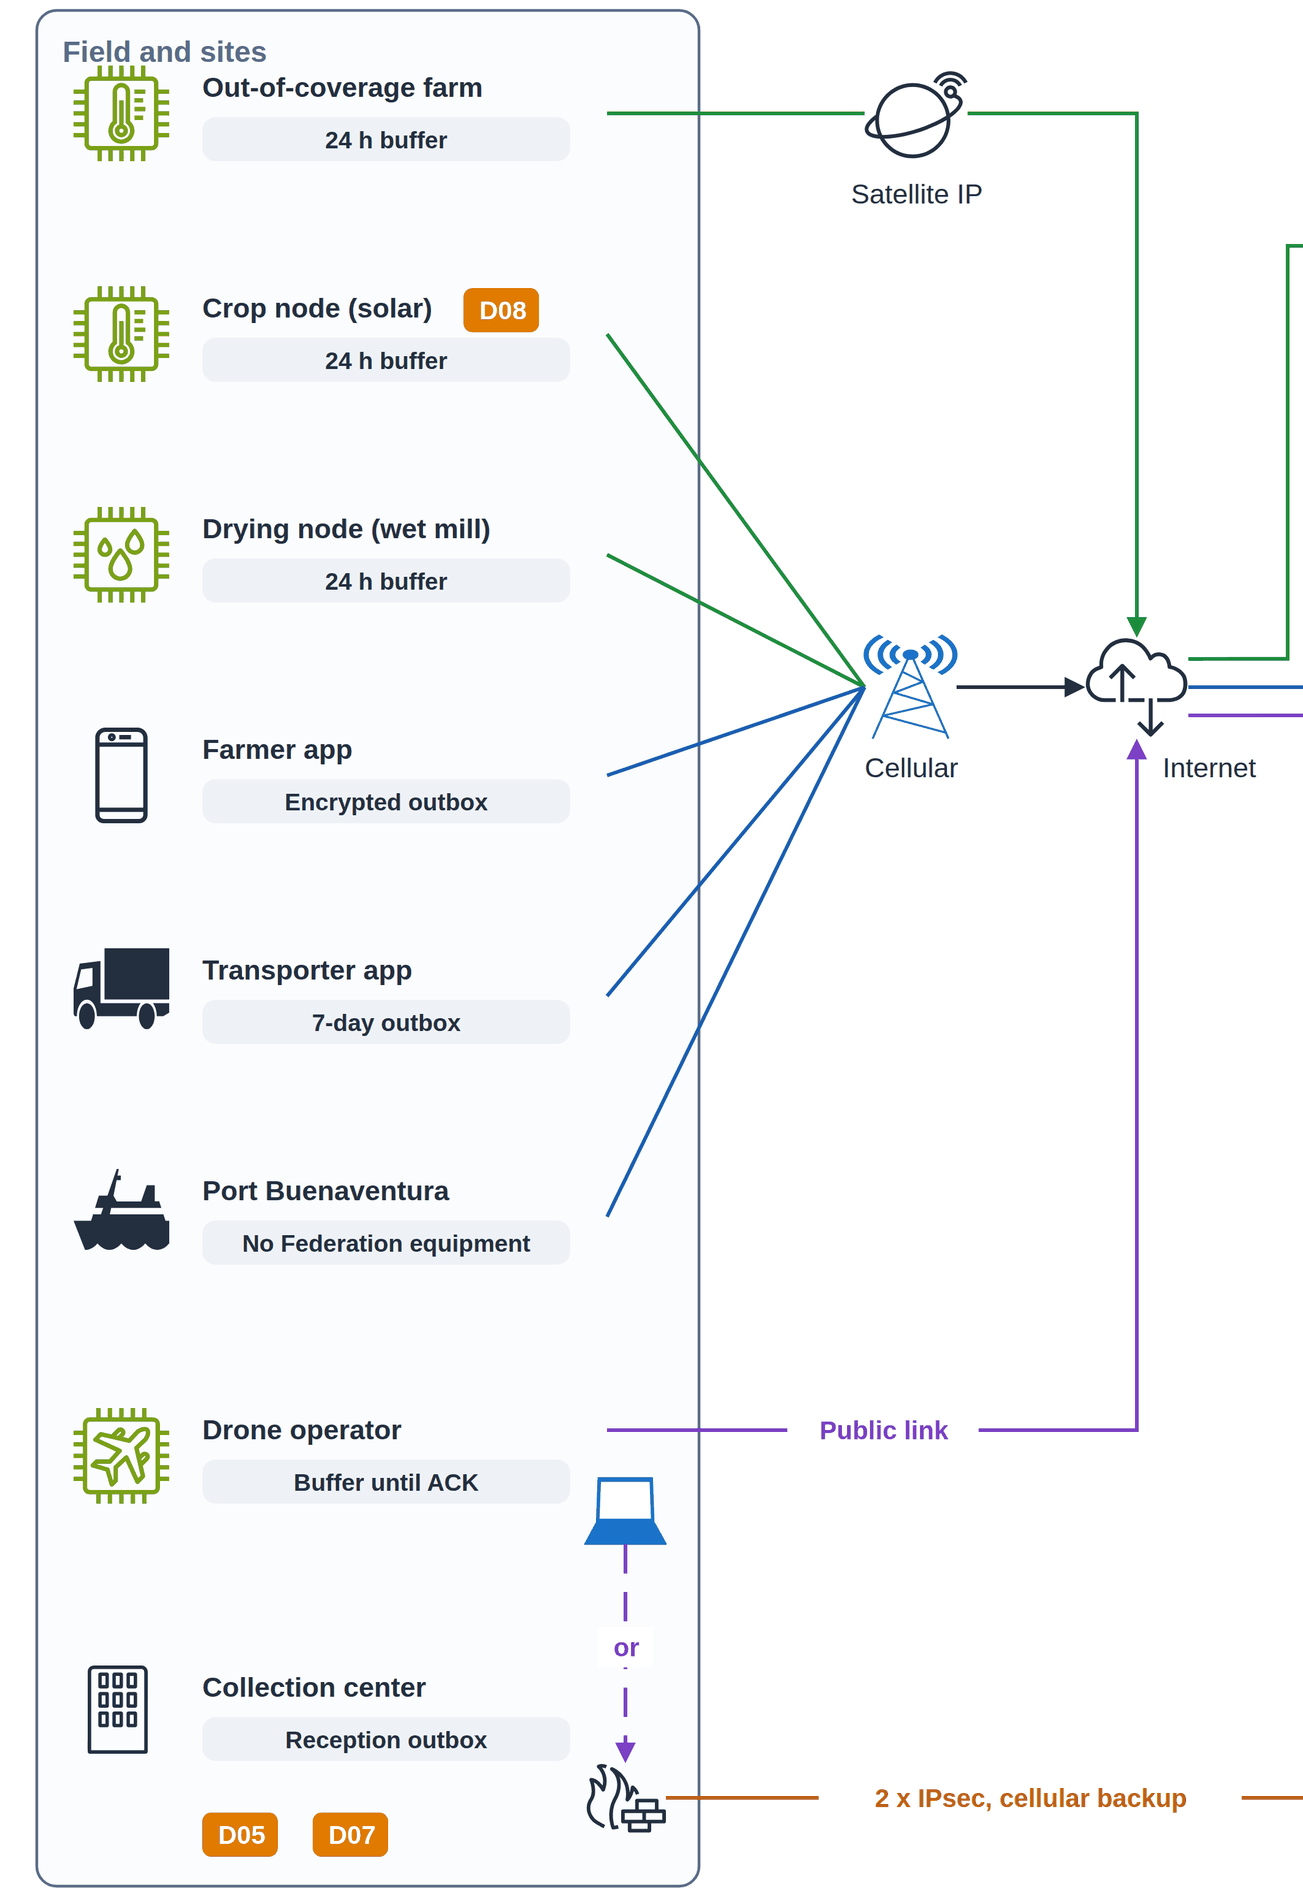 Field and sites
Out-of-coverage farm
24 h buffer
Satellite IP
Crop node (solar) D08
24 h buffer
Drying node (wet mill)
24 h buffer
Farmer app
Encrypted outbox
Cellular
Internet
Transporter app
7-day outbox
Port Buenaventura
No Federation equipment
Drone operator
Buffer until ACK
Public link
or
Collection center
Reception outbox
2 x IPsec, cellular backup
D05 D07